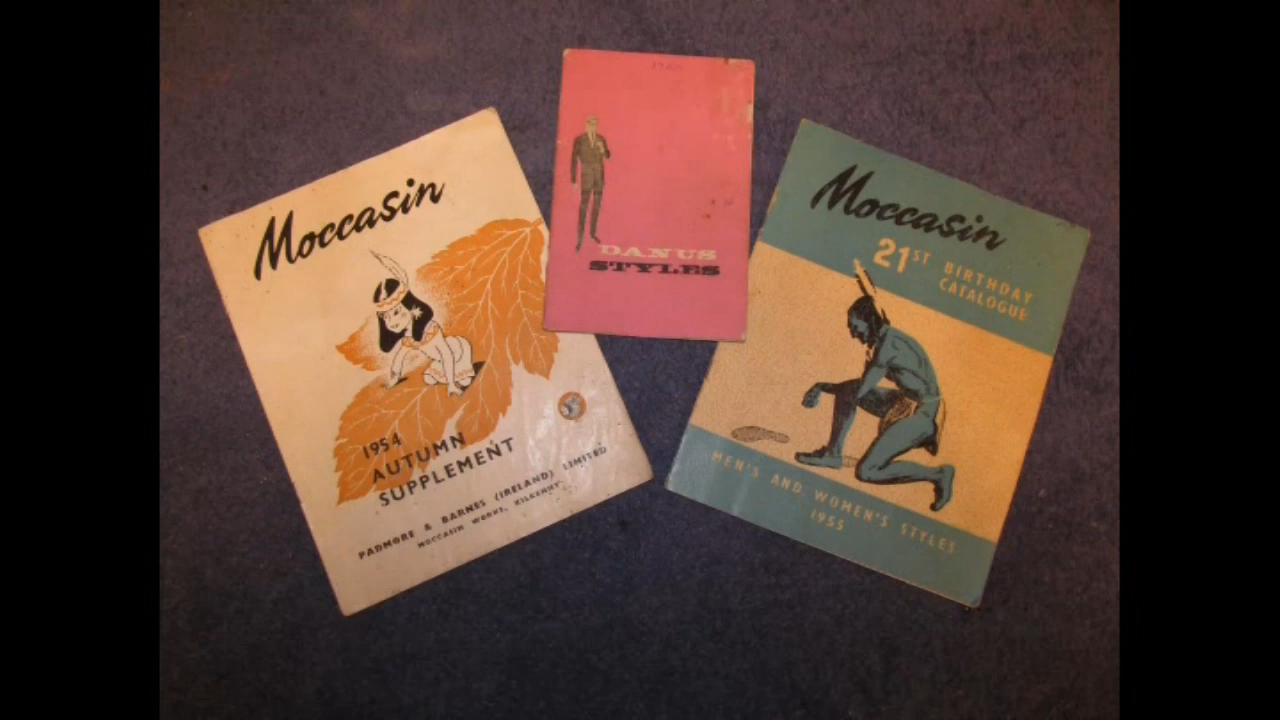 Moccasin
1954
AUTUMN
SUPPLEMENT
PADMORE & BARNES (IRELAND) LIMITED
MOCCASIN WORKS, KILKENNY
DANUS
STYLES
Moccasin
21ST BIRTHDAY
CATALOGUE
MEN'S AND WOMEN'S STYLES
1955